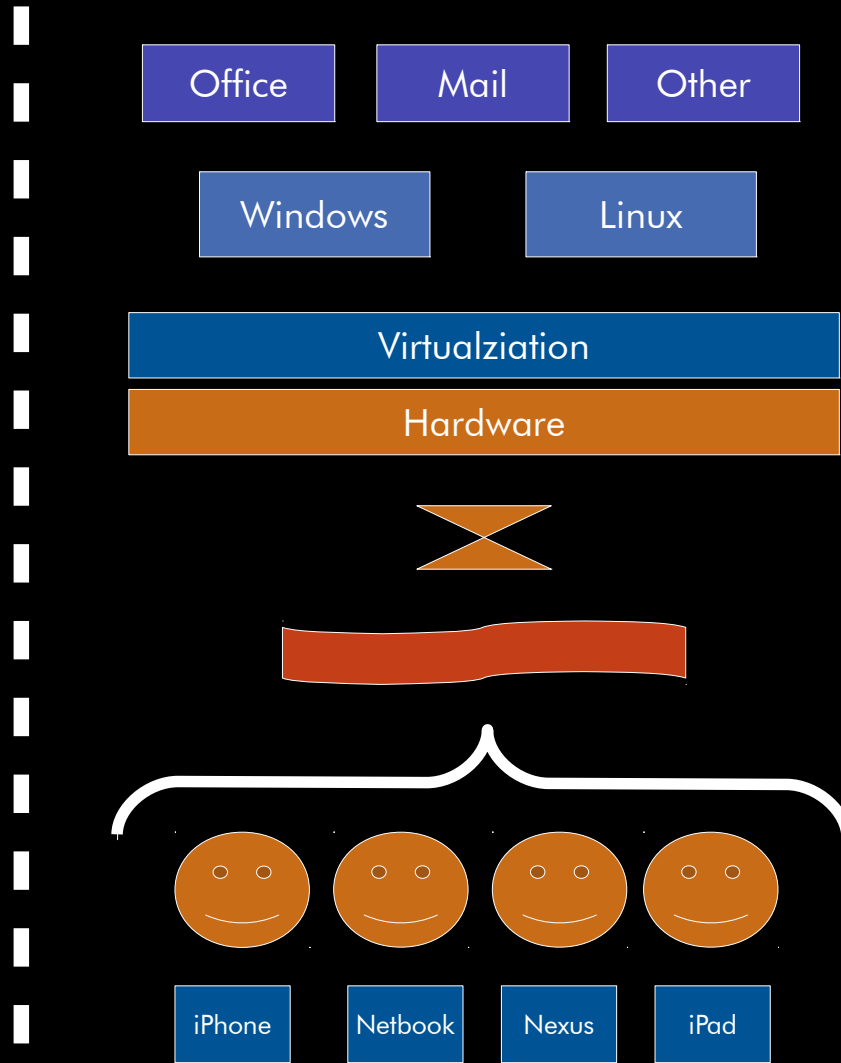 Office
Mail
Other
Windows
Linux
Virtualziation
Hardware
iPhone
Netbook
Nexus
iPad